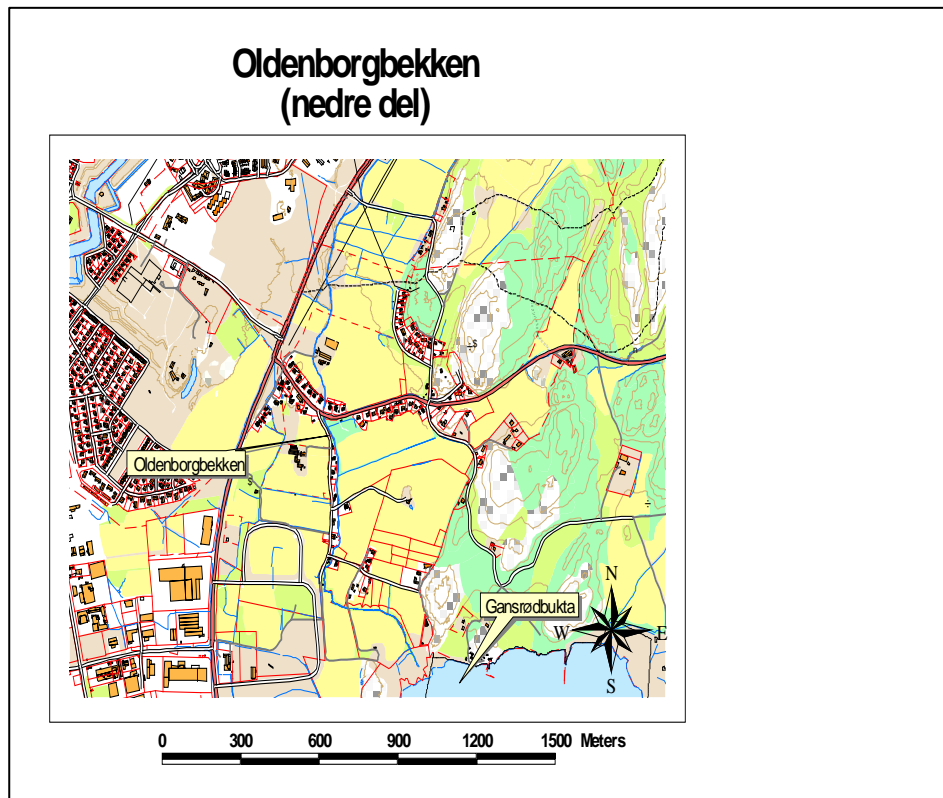 Oldenborgbekken
(nedre del)
Oldenborgbekken
Gansrødbukta
N
W E
S
0 300 600 900 1200 1500 Meters